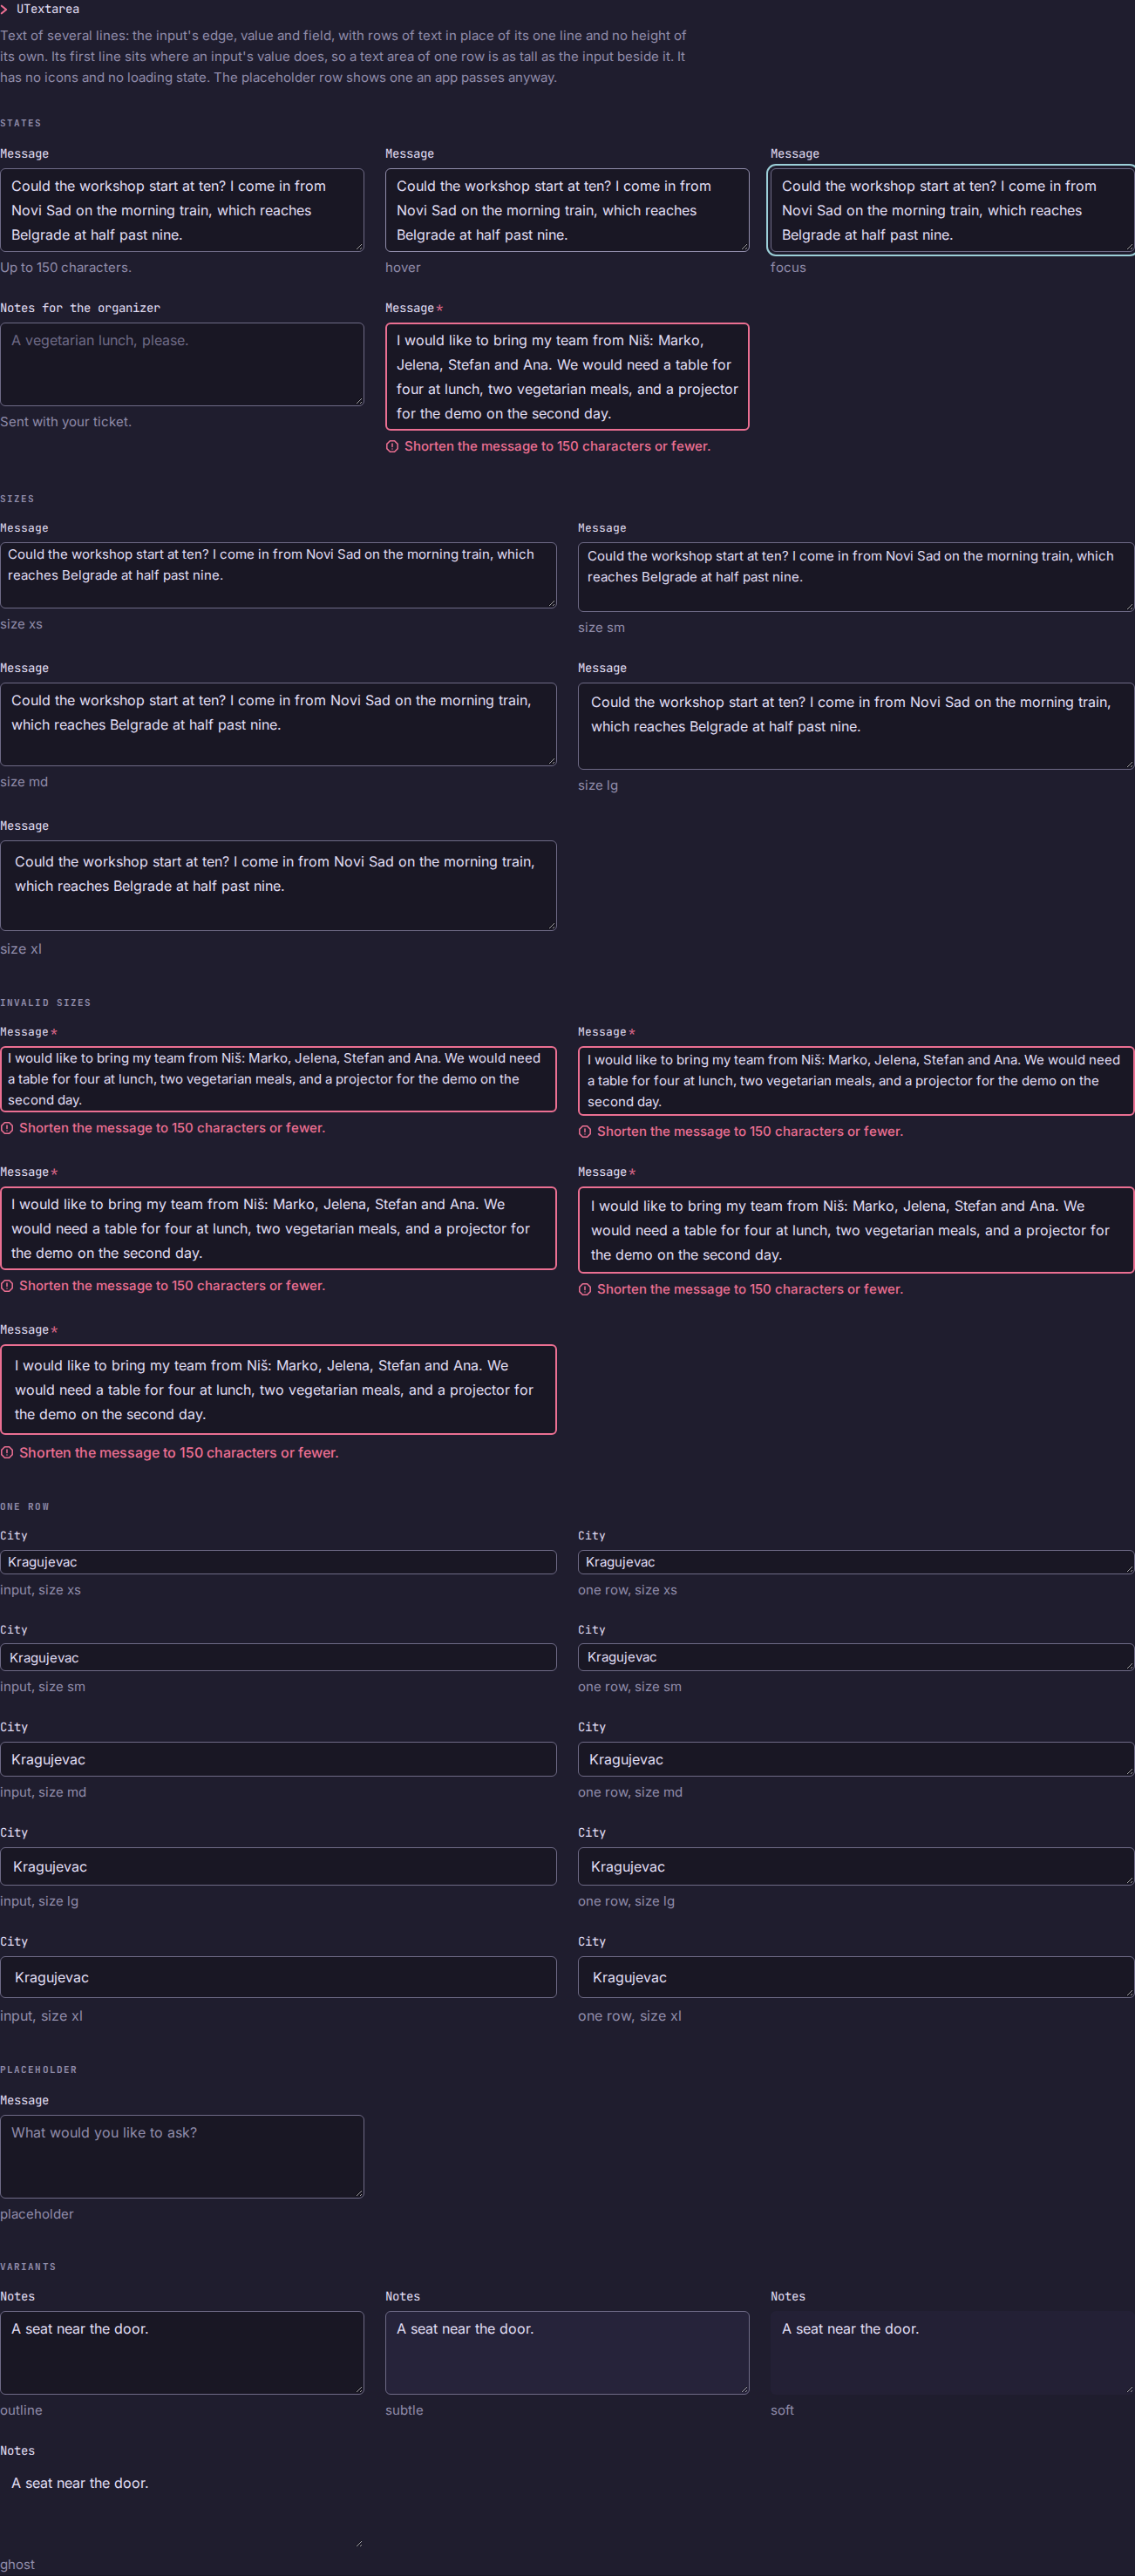 UTextarea
Text of several lines: the input's edge, value and field, with rows of text in place of its one line and no height of
its own. Its first line sits where an input's value does, so a text area of one row is as tall as the input beside it. It
has no icons and no loading state. The placeholder row shows one an app passes anyway.
STATES
Message
Could the workshop start at ten? I come in from
Novi Sad on the morning train, which reaches
Belgrade at half past nine.
Up to 150 characters.
Message
Could the workshop start at ten? I come in from
Novi Sad on the morning train, which reaches
Belgrade at half past nine.
hover
Message
Could the workshop start at ten? I come in from
Novi Sad on the morning train, which reaches
Belgrade at half past nine.
focus
Notes for the organizer
A vegetarian lunch, please.
Sent with your ticket.
Message*
I would like to bring my team from Niš: Marko,
Jelena, Stefan and Ana. We would need a table for
four at lunch, two vegetarian meals, and a projector
for the demo on the second day.
Shorten the message to 150 characters or fewer.
SIZES
Message
Could the workshop start at ten? I come in from Novi Sad on the morning train, which
reaches Belgrade at half past nine.
size xs
Message
Could the workshop start at ten? I come in from Novi Sad on the morning train, which
reaches Belgrade at half past nine.
size sm
Message
Could the workshop start at ten? I come in from Novi Sad on the morning train,
which reaches Belgrade at half past nine.
size md
Message
Could the workshop start at ten? I come in from Novi Sad on the morning train,
which reaches Belgrade at half past nine.
size lg
Message
Could the workshop start at ten? I come in from Novi Sad on the morning train,
which reaches Belgrade at half past nine.
size xl
INVALID SIZES
Message*
I would like to bring my team from Niš: Marko, Jelena, Stefan and Ana. We would need
a table for four at lunch, two vegetarian meals, and a projector for the demo on the
second day.
Shorten the message to 150 characters or fewer.
Message*
I would like to bring my team from Niš: Marko, Jelena, Stefan and Ana. We would need
a table for four at lunch, two vegetarian meals, and a projector for the demo on the
second day.
Shorten the message to 150 characters or fewer.
Message*
I would like to bring my team from Niš: Marko, Jelena, Stefan and Ana. We
would need a table for four at lunch, two vegetarian meals, and a projector for
the demo on the second day.
Shorten the message to 150 characters or fewer.
Message*
I would like to bring my team from Niš: Marko, Jelena, Stefan and Ana. We
would need a table for four at lunch, two vegetarian meals, and a projector for
the demo on the second day.
Shorten the message to 150 characters or fewer.
Message*
I would like to bring my team from Niš: Marko, Jelena, Stefan and Ana. We
would need a table for four at lunch, two vegetarian meals, and a projector for
the demo on the second day.
Shorten the message to 150 characters or fewer.
ONE ROW
City
Kragujevac
input, size xs
City
Kragujevac
one row, size xs
City
Kragujevac
input, size sm
City
Kragujevac
one row, size sm
City
Kragujevac
input, size md
City
Kragujevac
one row, size md
City
Kragujevac
input, size lg
City
Kragujevac
one row, size lg
City
Kragujevac
input, size xl
City
Kragujevac
one row, size xl
PLACEHOLDER
Message
What would you like to ask?
placeholder
VARIANTS
Notes
A seat near the door.
outline
Notes
A seat near the door.
subtle
Notes
A seat near the door.
soft
Notes
A seat near the door.
ghost